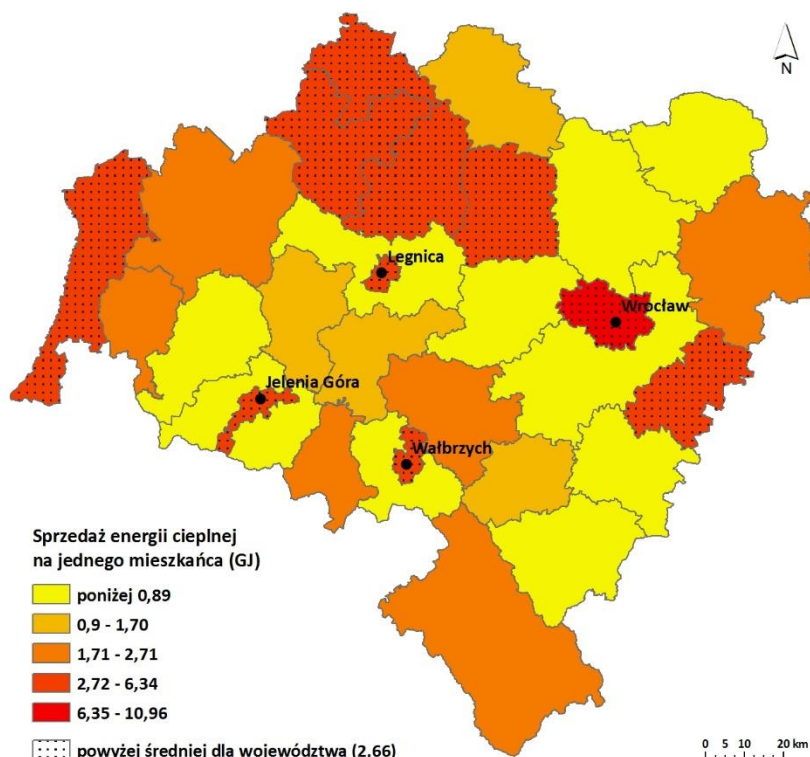 N
Legnica
Wrocław
Jelenia Góra
Wałbrzych
Sprzedaż energii cieplnej
na jednego mieszkańca (GJ)
poniżej 0,89
0,9 - 1,70
1,71 - 2,71
2,72 - 6,34
6,35 - 10,96
powyżej średniej dla województwa (2,66)
0 5 10 20 km